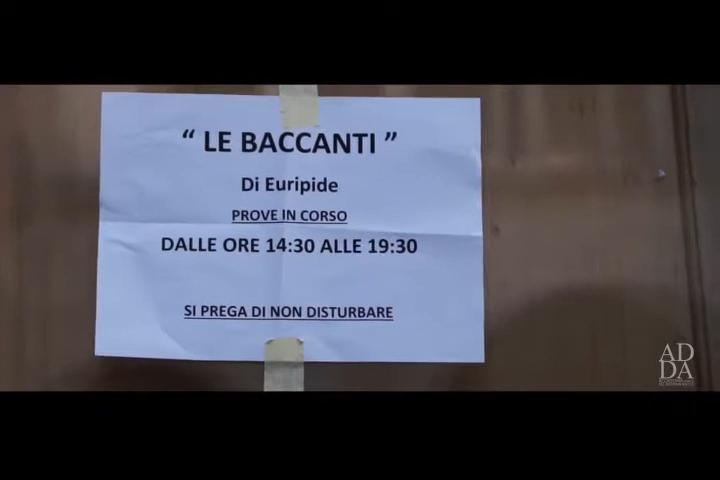 “ LE BACCANTI ”
Di Euripide
PROVE IN CORSO
DALLE ORE 14:30 ALLE 19:30
SI PREGA DI NON DISTURBARE
AD
DA